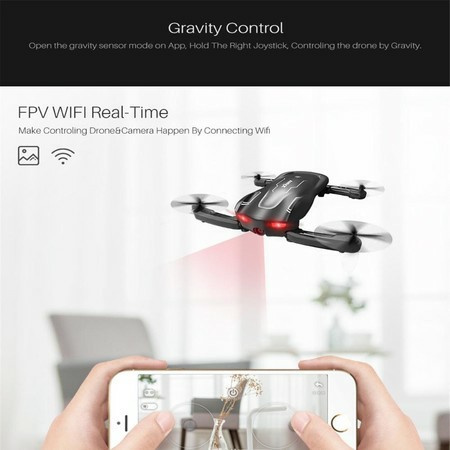 Gravity Control
Open the gravity sensor mode on App, Hold The Right Joystick, Controling the drone by Gravity.
FPV WIFI Real-Time
Make Controling Drone&Camera Happen By Connecting Wifi